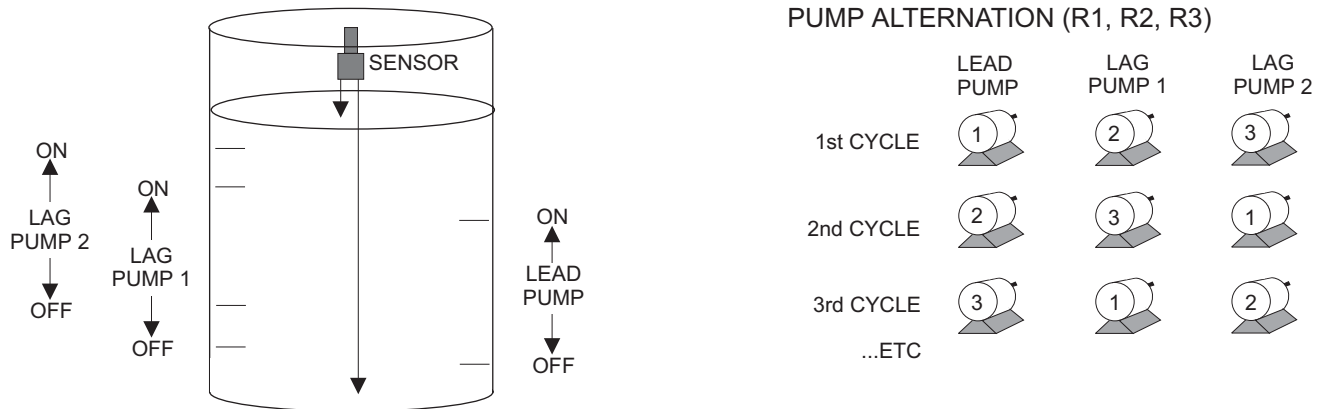 SENSOR
ON
LAG
PUMP 2
OFF
ON
LAG
PUMP 1
OFF
ON
LEAD
PUMP
OFF
PUMP ALTERNATION (R1, R2, R3)
LEAD
PUMP
LAG
PUMP 1
LAG
PUMP 2
1st CYCLE
1
2
3
2nd CYCLE
2
3
1
3rd CYCLE
3
1
2
...ETC